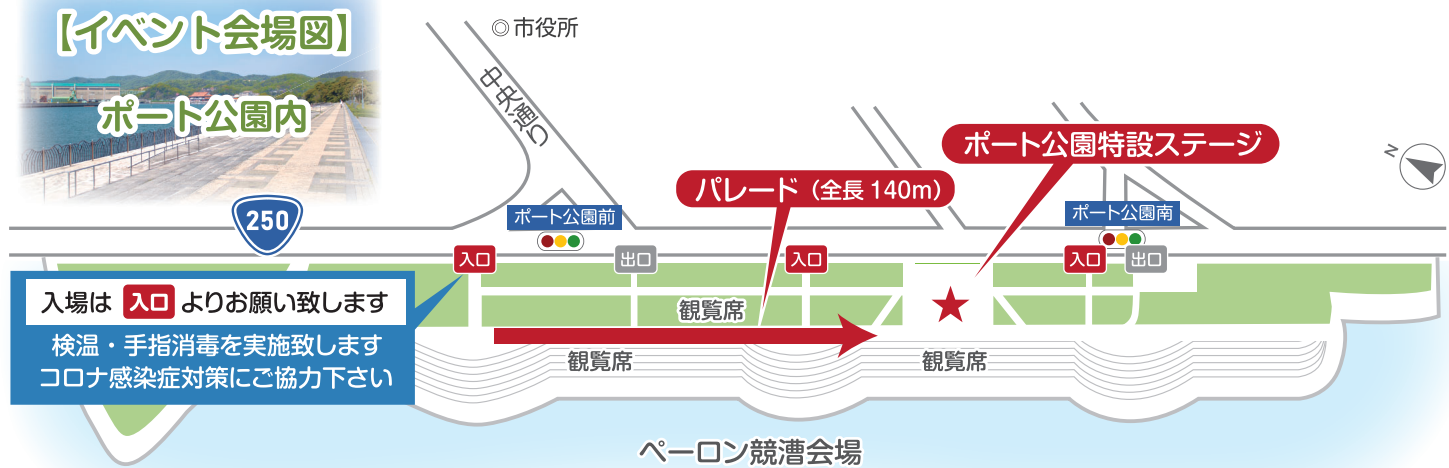 【イベント会場図】
ポート公園内
◎市役所
中央通り
ポート公園特設ステージ
N
パレード（全長140m）
250
ポート公園前
ポート公園南
入口
出口
入口
入口
出口
入場は 入口 よりお願い致します
検温・手指消毒を実施致します
コロナ感染症対策にご協力下さい
観覧席
観覧席
観覧席
ペーロン競漕会場